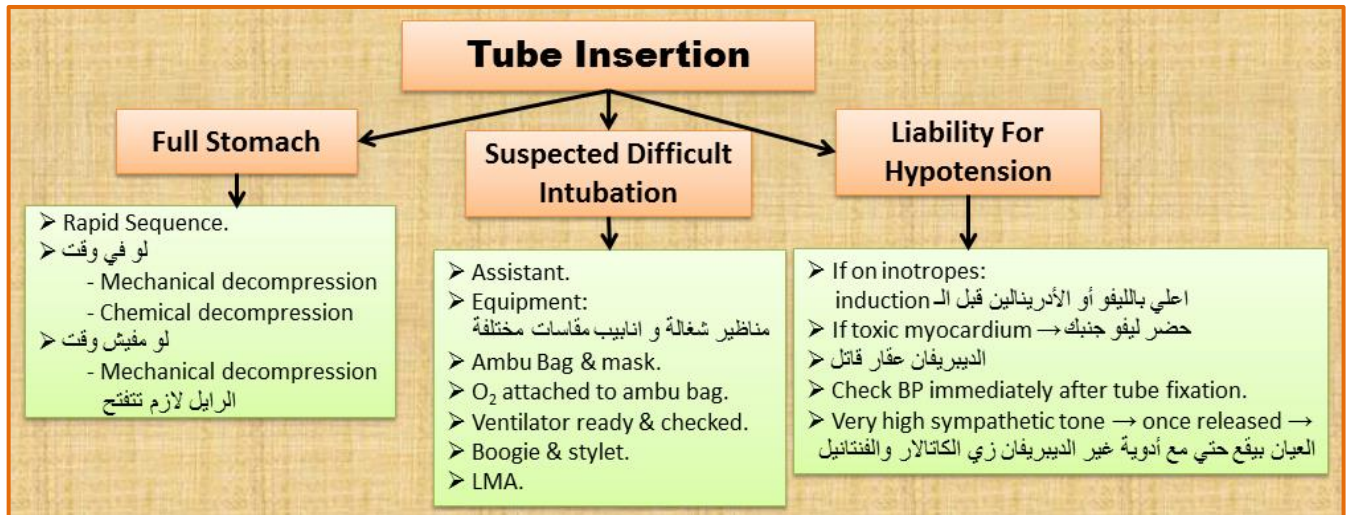 Tube Insertion
Full Stomach
➢ Rapid Sequence.
➢ لو في وقت
- Mechanical decompression
- Chemical decompression
➢ لو مفيش وقت
- Mechanical decompression
الرايل لازم تتفتح
Suspected Difficult
Intubation
➢ Assistant.
➢ Equipment:
مناظير شغالة و انابيب مقاسات مختلفة
➢ Ambu Bag & mask.
➢ O₂ attached to ambu bag.
➢ Ventilator ready & checked.
➢ Boogie & stylet.
➢ LMA.
Liability For
Hypotension
➢ If on inotropes:
اعلي بالليفو أو الأدرينالين قبل الـ induction
➢ If toxic myocardium → حضر ليفو جنبك
➢ الديبريفان عقار قاتل
➢ Check BP immediately after tube fixation.
➢ Very high sympathetic tone → once released →
العيان بيقع حتي مع أدوية غير الديبريفان زي الكاتالار والفنتانيل